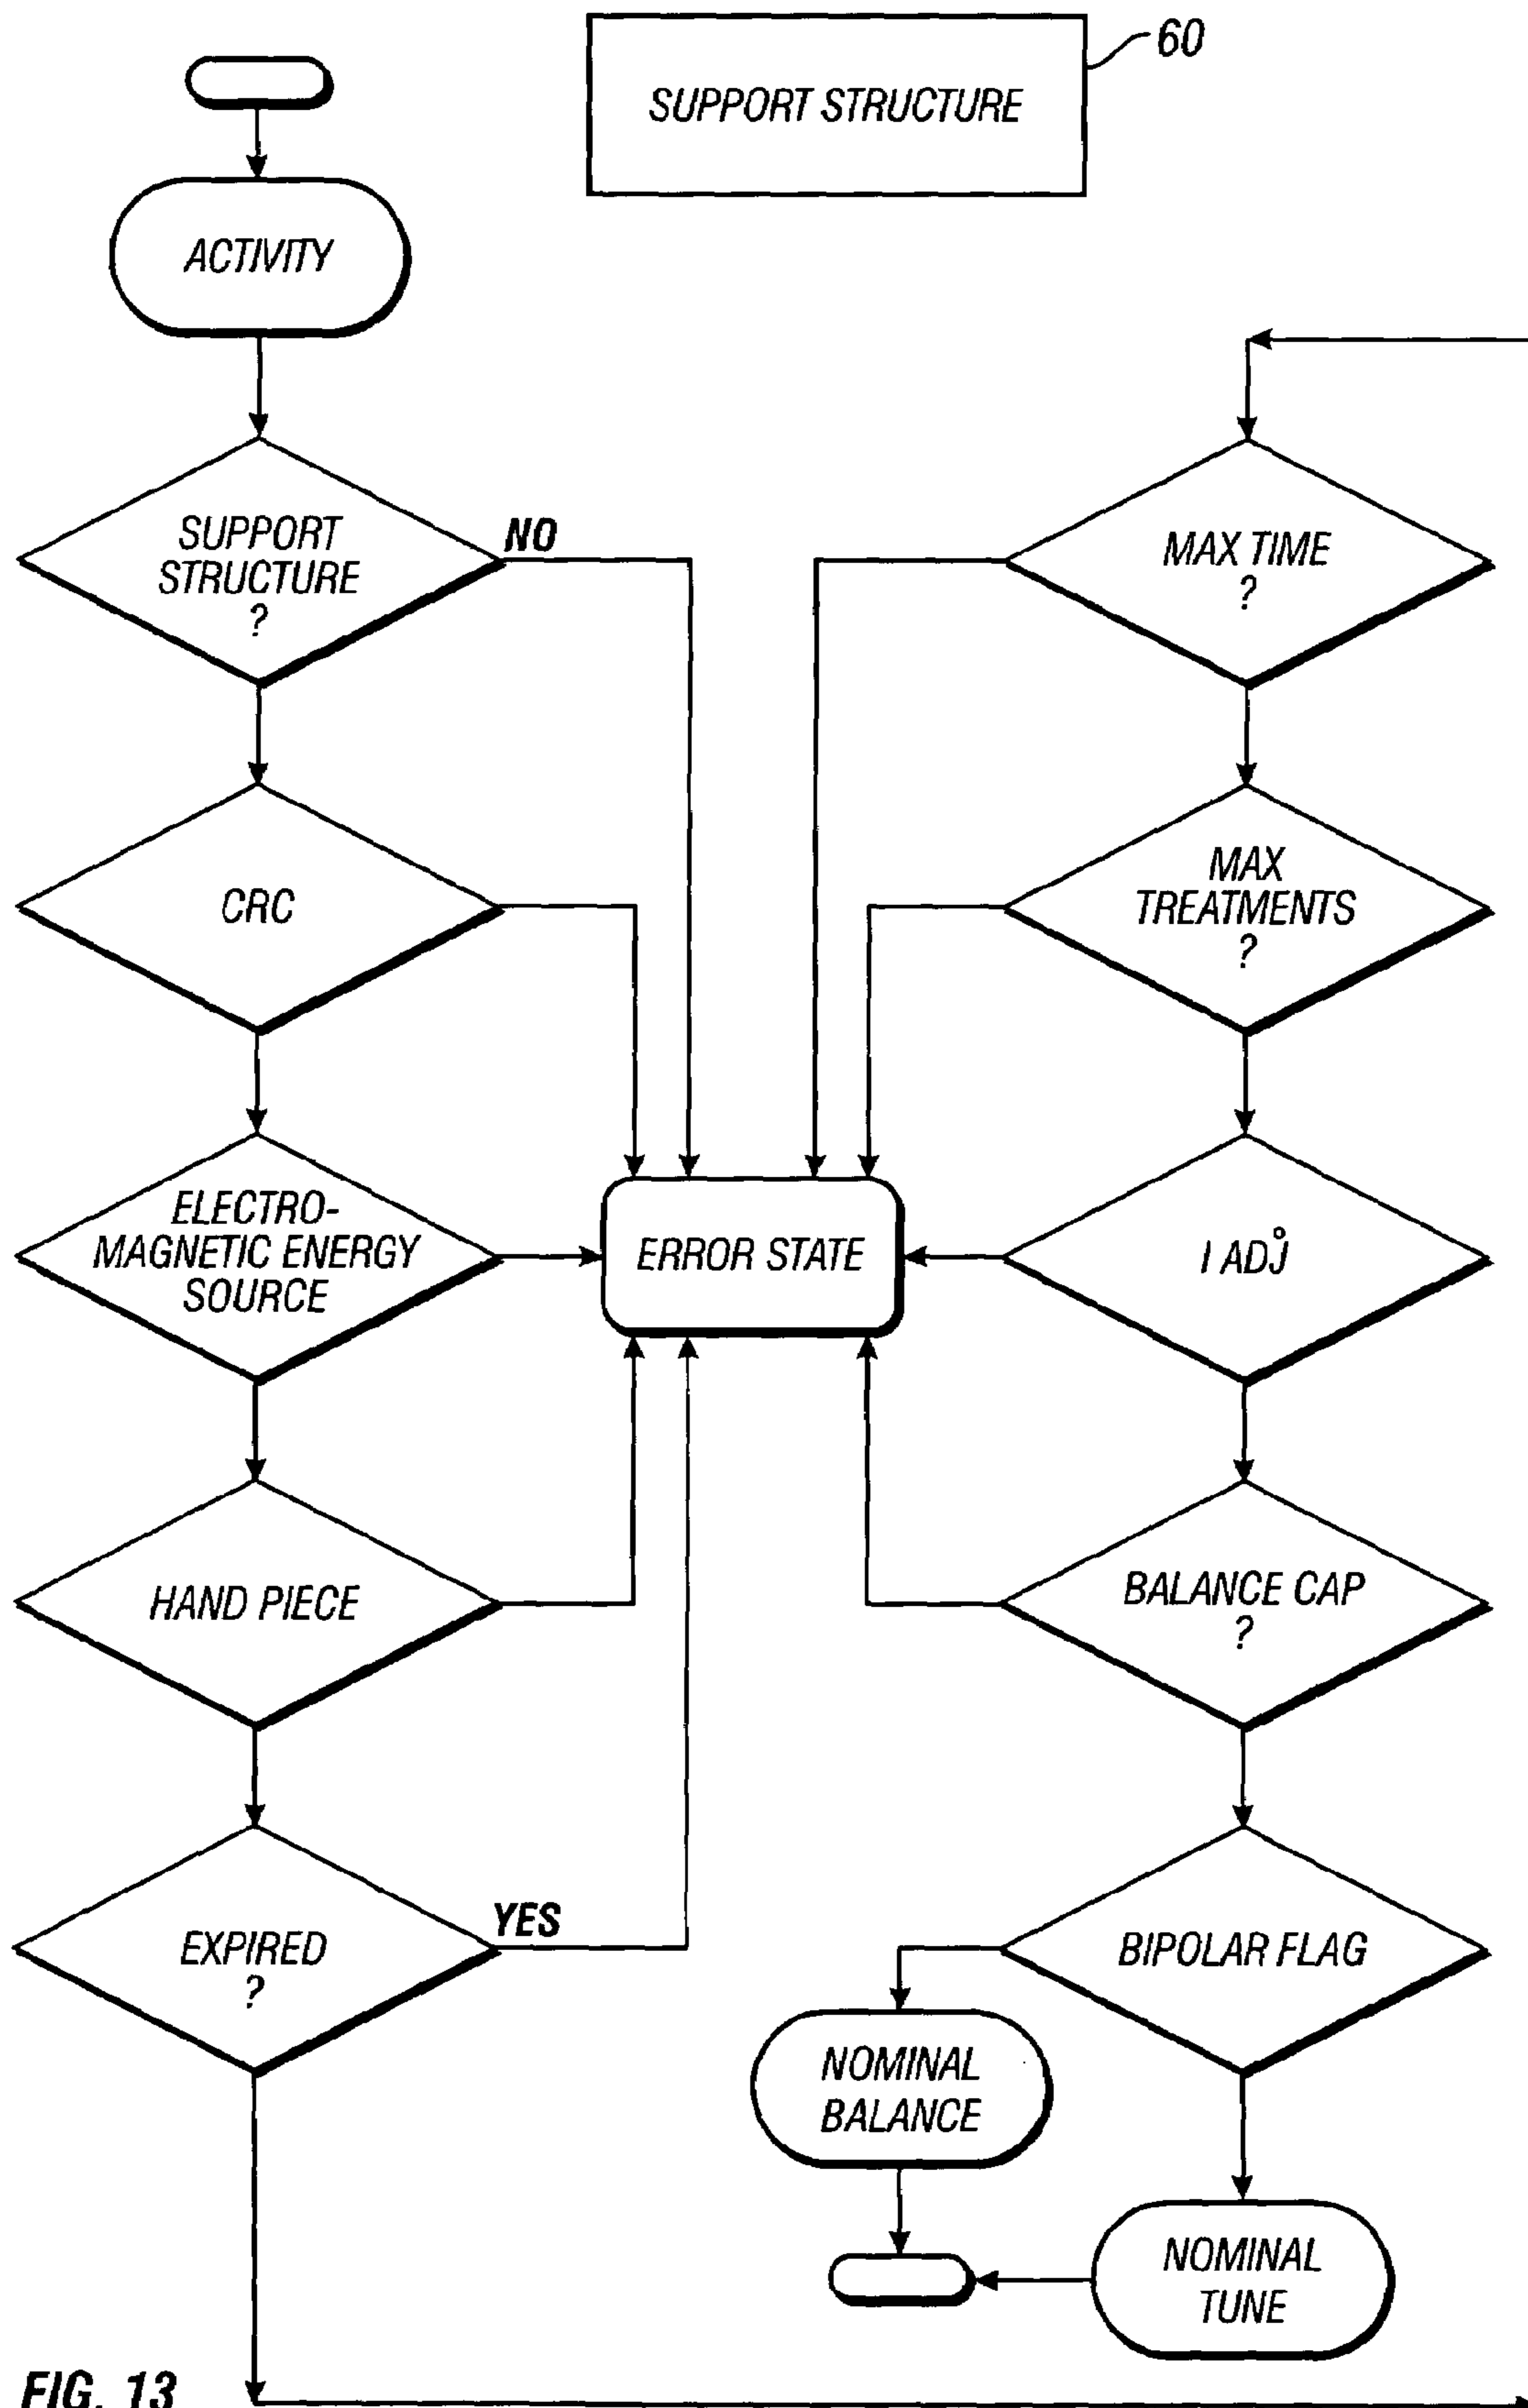 60
SUPPORT STRUCTURE
ACTIVITY
SUPPORT
STRUCTURE
?
NO
CRC
ELECTRO-
MAGNETIC ENERGY
SOURCE
HAND PIECE
EXPIRED
?
YES
ERROR STATE
MAX TIME
?
MAX
TREATMENTS
?
I ADJ°
BALANCE CAP
?
BIPOLAR FLAG
NOMINAL
BALANCE
NOMINAL
TUNE
FIG. 13